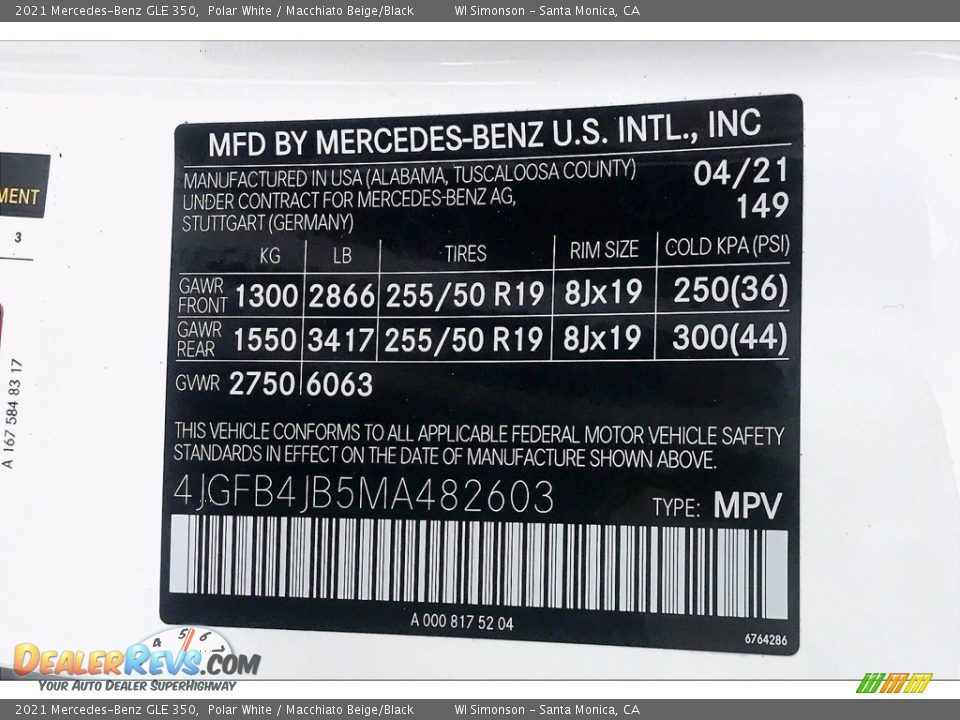 2021 Mercedes-Benz GLE 350, Polar White / Macchiato Beige/Black WI Simonson - Santa Monica, CA
MFD BY MERCEDES-BENZ U.S. INTL., INC
MANUFACTURED IN USA (ALABAMA, TUSCALOOSA COUNTY) 04/21
UNDER CONTRACT FOR MERCEDES-BENZ AG, 149
STUTTGART (GERMANY)
KG LB TIRES RIM SIZE COLD KPA (PSI)
GAWR FRONT 1300 2866 255/50 R19 8Jx19 250(36)
GAWR REAR 1550 3417 255/50 R19 8Jx19 300(44)
GVWR 2750 6063
THIS VEHICLE CONFORMS TO ALL APPLICABLE FEDERAL MOTOR VEHICLE SAFETY
STANDARDS IN EFFECT ON THE DATE OF MANUFACTURE SHOWN ABOVE.
4JGFB4JB5MA482603 TYPE: MPV
A 000 817 52 04
6764286
MENT
3
A 167 584 83 17
4 5 6
DEALERREVS.COM
YOUR AUTO DEALER SUPERHIGHWAY
2021 Mercedes-Benz GLE 350, Polar White / Macchiato Beige/Black WI Simonson - Santa Monica, CA